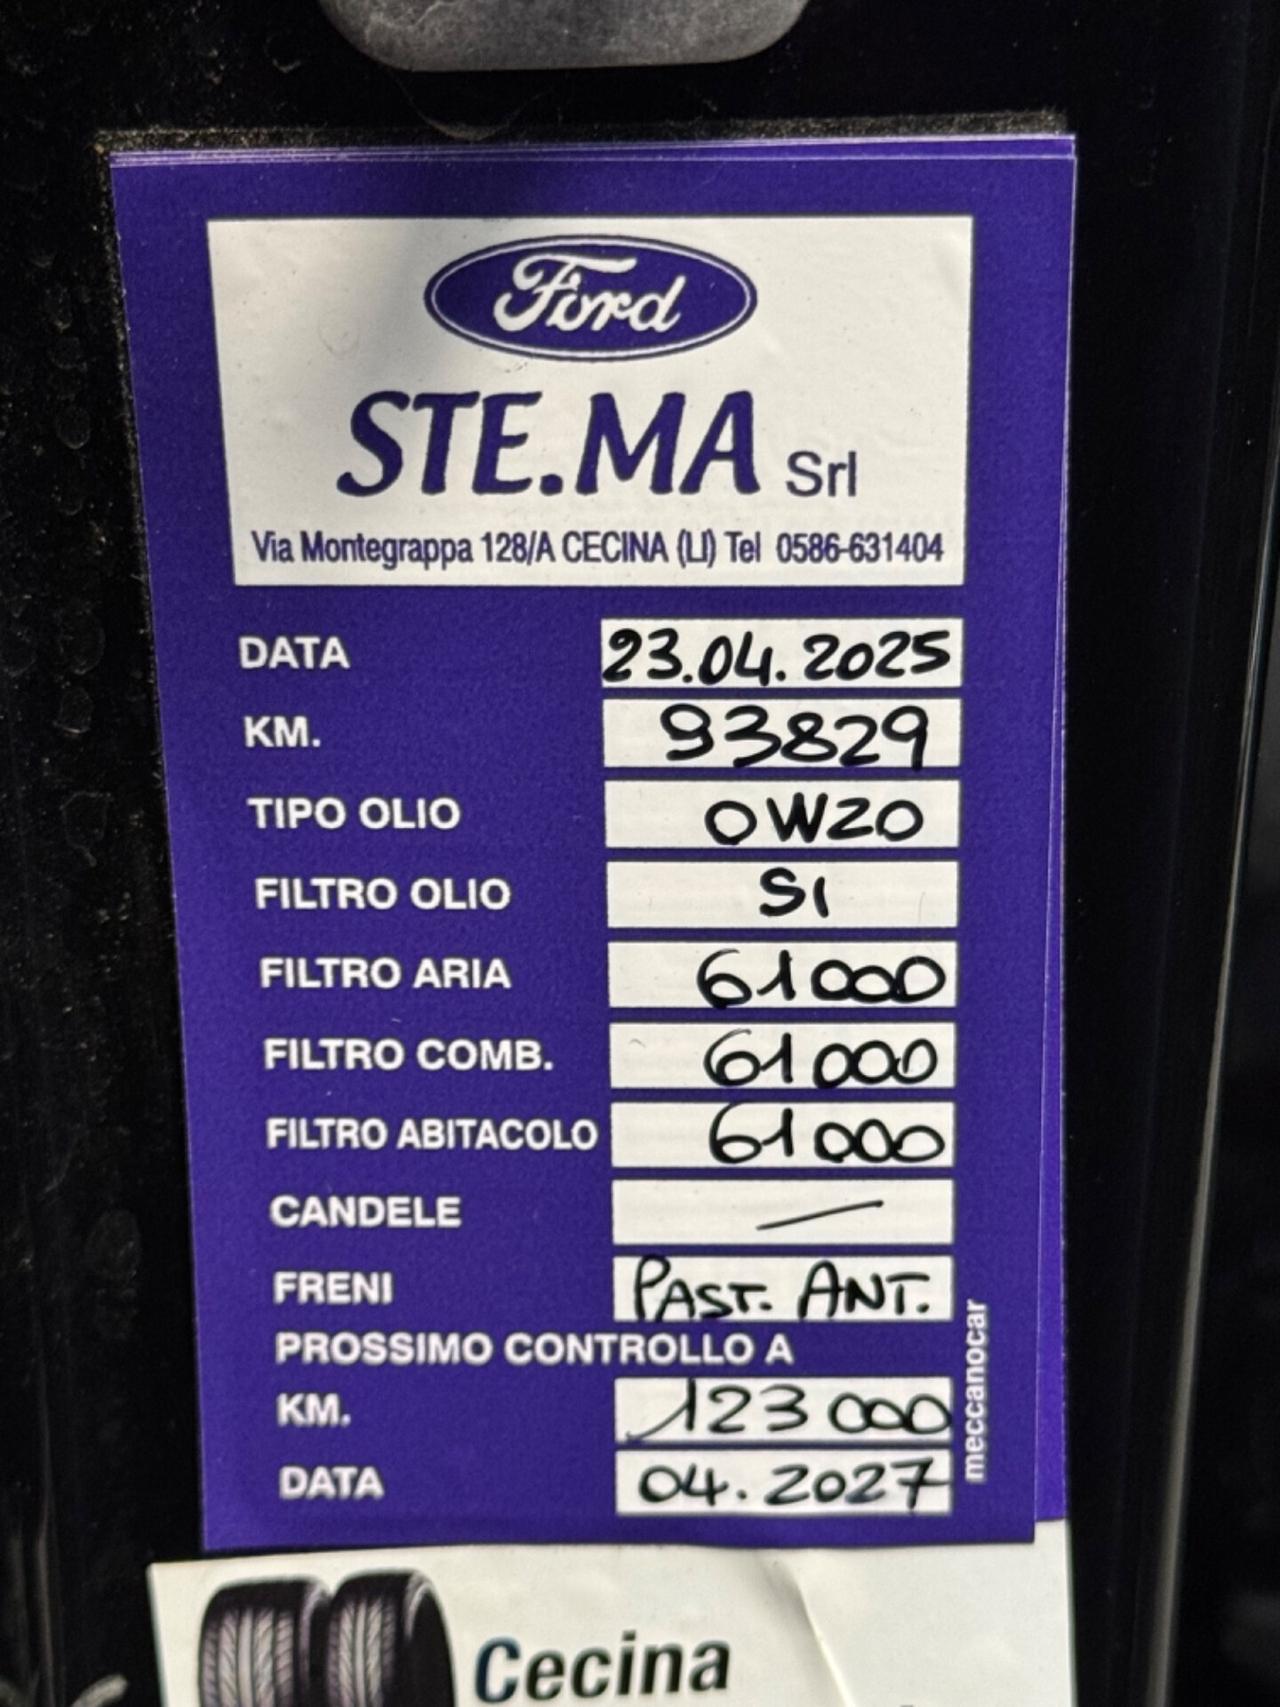 Ford
STE.MA Srl
Via Montegrappa 128/A CECINA (LI) Tel 0586-631404
DATA 23.04.2025
KM. 93829
TIPO OLIO 0W20
FILTRO OLIO SI
FILTRO ARIA 61000
FILTRO COMB. 61000
FILTRO ABITACOLO 61000
CANDELE —
FRENI PAST. ANT.
PROSSIMO CONTROLLO A
KM. 123000
DATA 04.2027
meccanocar
Cecina